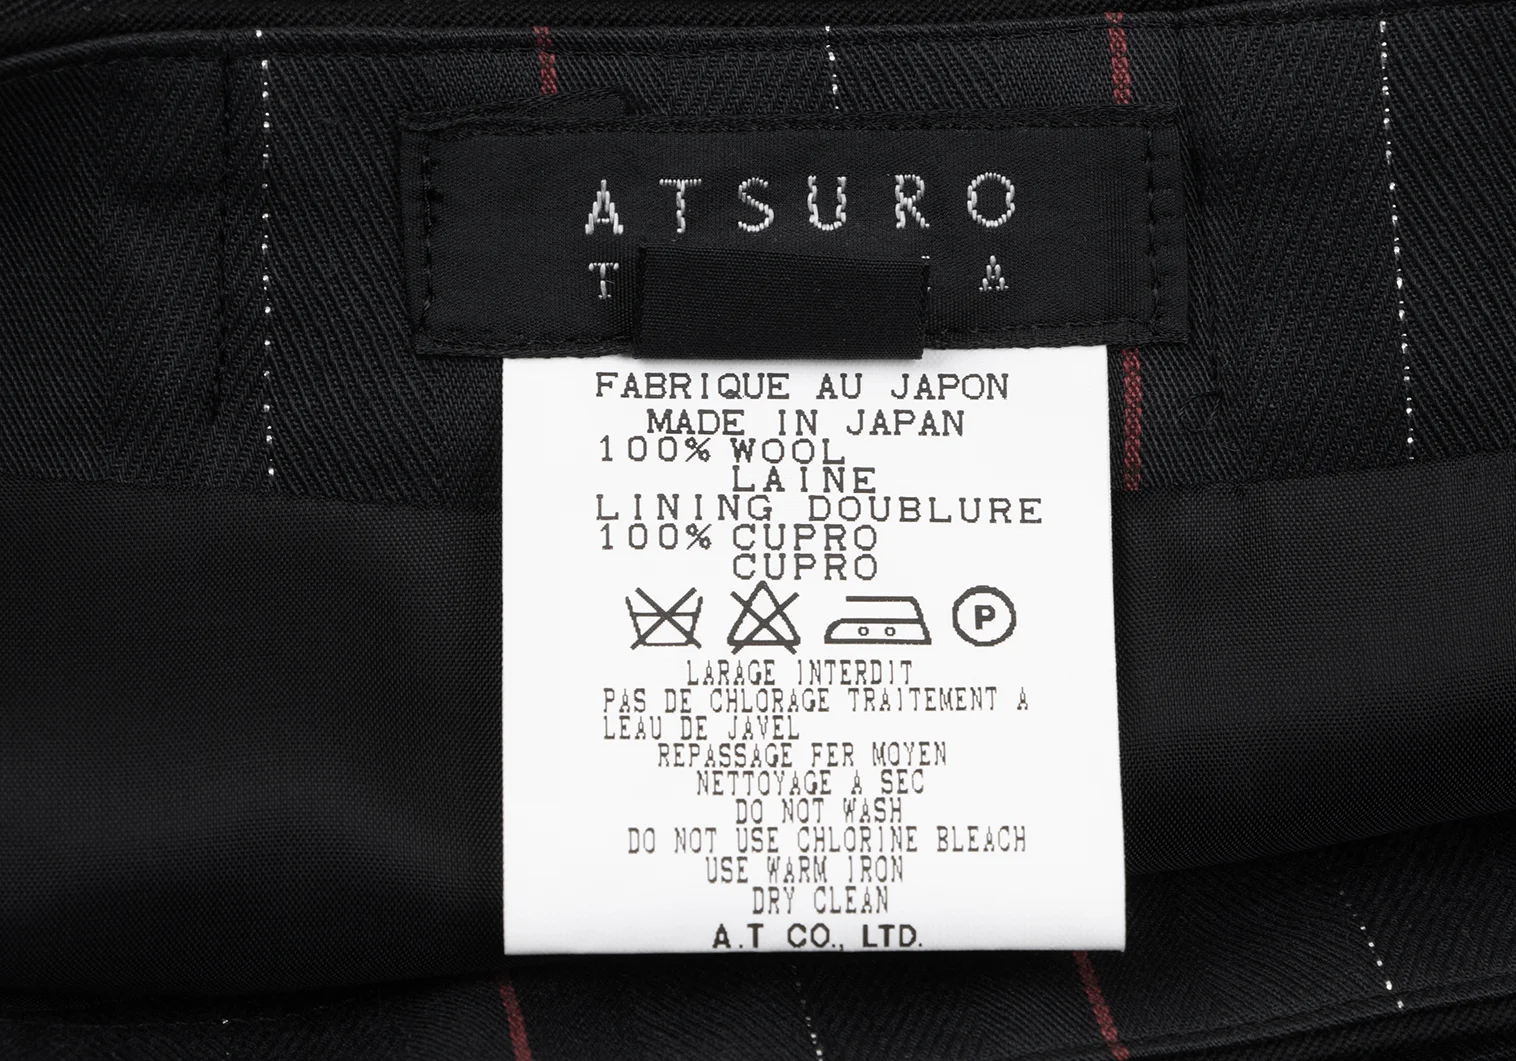 ATSURO
FABRIQUE AU JAPON
MADE IN JAPAN
100% WOOL
LAINE
LINING DOUBLURE
100% CUPRO
CUPRO
P
LARAGE INTERDIT
PAS DE CHLORAGE TRAITEMENT A
LEAU DE JAVEL
REPASSAGE FER MOYEN
NETTOYAGE A SEC
DO NOT WASH
DO NOT USE CHLORINE BLEACH
USE WARM IRON
DRY CLEAN
A.T CO., LTD.